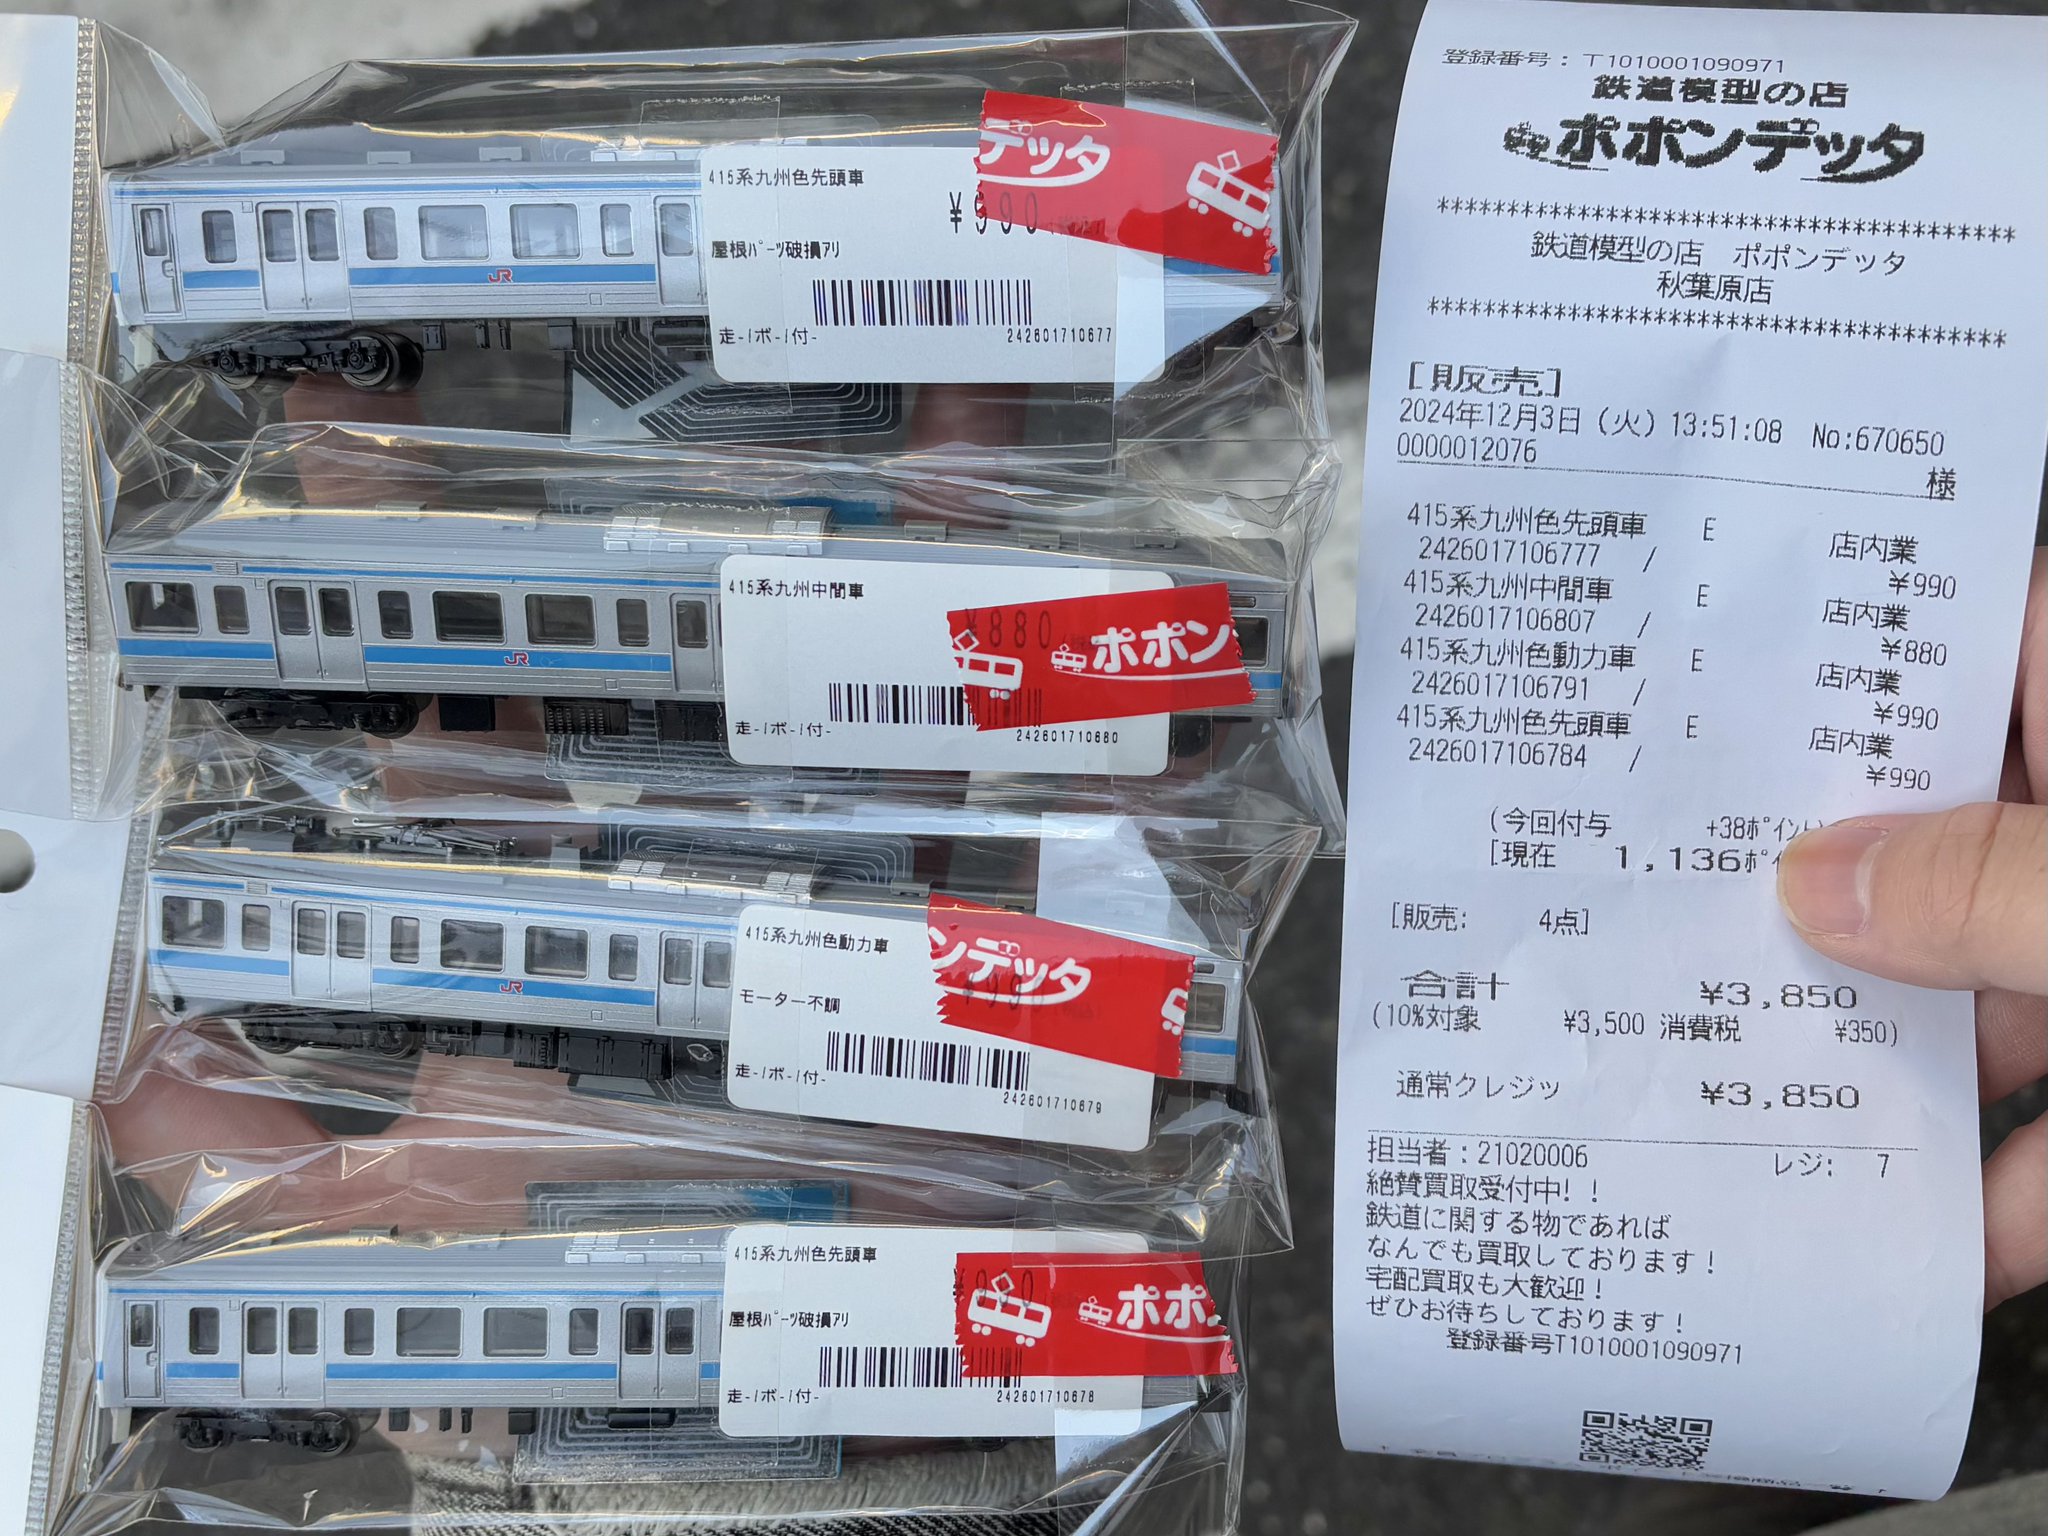 415系九州色先頭車
¥990
屋根パーツ破損アリ
走-/ボ-/付-
242601710677
デッタ
JR
415系九州中間車
¥880
走-/ボ-/付-
242601710680
ポポン
JR
415系九州色動力車
¥990
モーター不調
走-/ボ-/付-
242601710679
ンデッタ
JR
415系九州色先頭車
¥990
屋根パーツ破損アリ
走-/ボ-/付-
242601710678
ポポ
登録番号：T1010001090971
鉄道模型の店
ポポンデッタ
****************************************
鉄道模型の店　ポポンデッタ
秋葉原店
****************************************
[販売]
2024年12月3日（火）13:51:08 No:670650
0000012076
様
415系九州色先頭車 E 店内業
2426017106777 / ¥990
415系九州中間車 E 店内業
2426017106807 / ¥880
415系九州色動力車 E 店内業
2426017106791 / ¥990
415系九州色先頭車 E 店内業
2426017106784 / ¥990
(今回付与 +38ポイント
[現在 1,136ポイ
[販売: 4点]
合計 ¥3,850
(10%対象 ¥3,500 消費税 ¥350)
通常クレジッ ¥3,850
担当者：21020006 レジ: 7
絶賛買取受付中！！
鉄道に関する物であれば
なんでも買取しております！
宅配買取も大歓迎！
ぜひお待ちしております！
登録番号T1010001090971